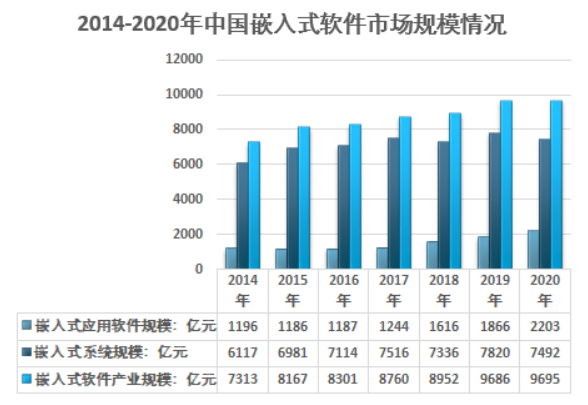 2014-2020年中国嵌入式软件市场规模情况
12000
10000
8000
6000
4000
2000
0
2014年 2015年 2016年 2017年 2018年 2019年 2020年
嵌入式应用软件规模：亿元 1196 1186 1187 1244 1616 1866 2203
嵌入式系统规模：亿元 6117 6981 7114 7516 7336 7820 7492
嵌入式软件产业规模：亿元 7313 8167 8301 8760 8952 9686 9695